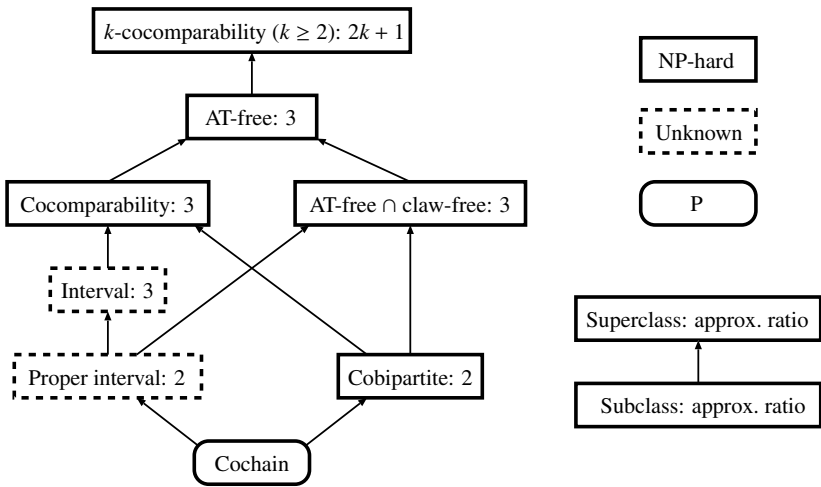 k-cocomparability (k ≥ 2): 2k + 1
AT-free: 3
Cocomparability: 3
AT-free ∩ claw-free: 3
Interval: 3
Proper interval: 2
Cobipartite: 2
Cochain
NP-hard
Unknown
P
Superclass: approx. ratio
Subclass: approx. ratio